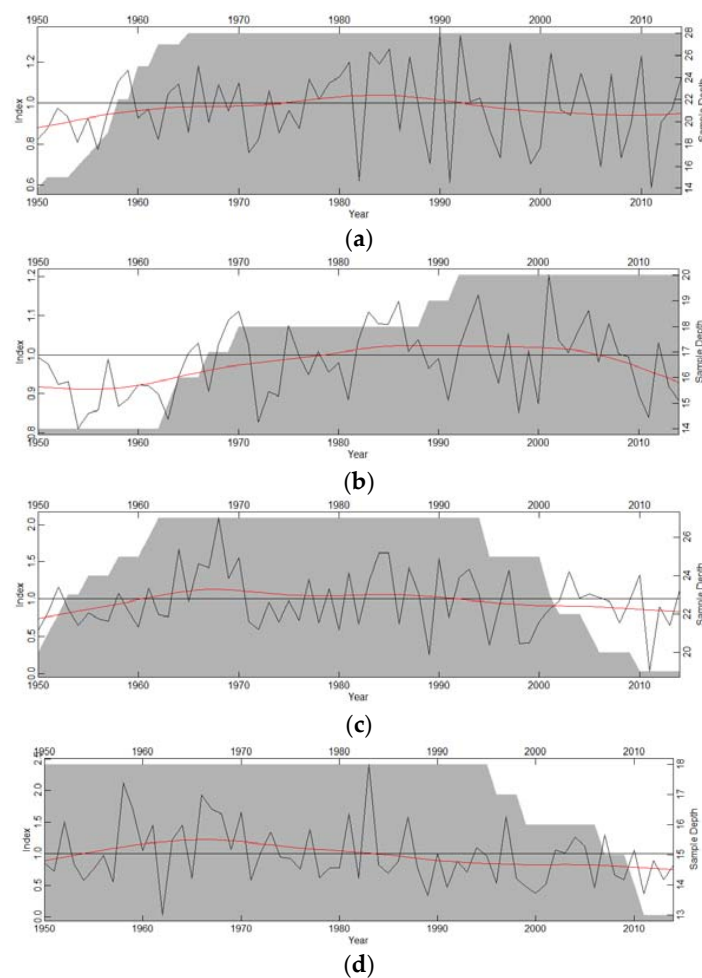 1950 1960 1970 1980 1990 2000 2010
Index
0.6 0.8 1.0 1.2
Sample Depth
14 16 18 20 22 24 26 28
1950 1960 1970 1980 1990 2000 2010
Year
(a)
1950 1960 1970 1980 1990 2000 2010
Index
0.8 0.9 1.0 1.1 1.2
Sample Depth
14 15 16 17 18 19 20
1950 1960 1970 1980 1990 2000 2010
Year
(b)
1950 1960 1970 1980 1990 2000 2010
Index
0.0 0.5 1.0 1.5 2.0
Sample Depth
20 22 23 24 26
1950 1960 1970 1980 1990 2000 2010
Year
(c)
1950 1960 1970 1980 1990 2000 2010
Index
0.0 0.5 1.0 1.5 2.0 2.5
Sample Depth
13 14 15 16 17 18
1950 1960 1970 1980 1990 2000 2010
Year
(d)